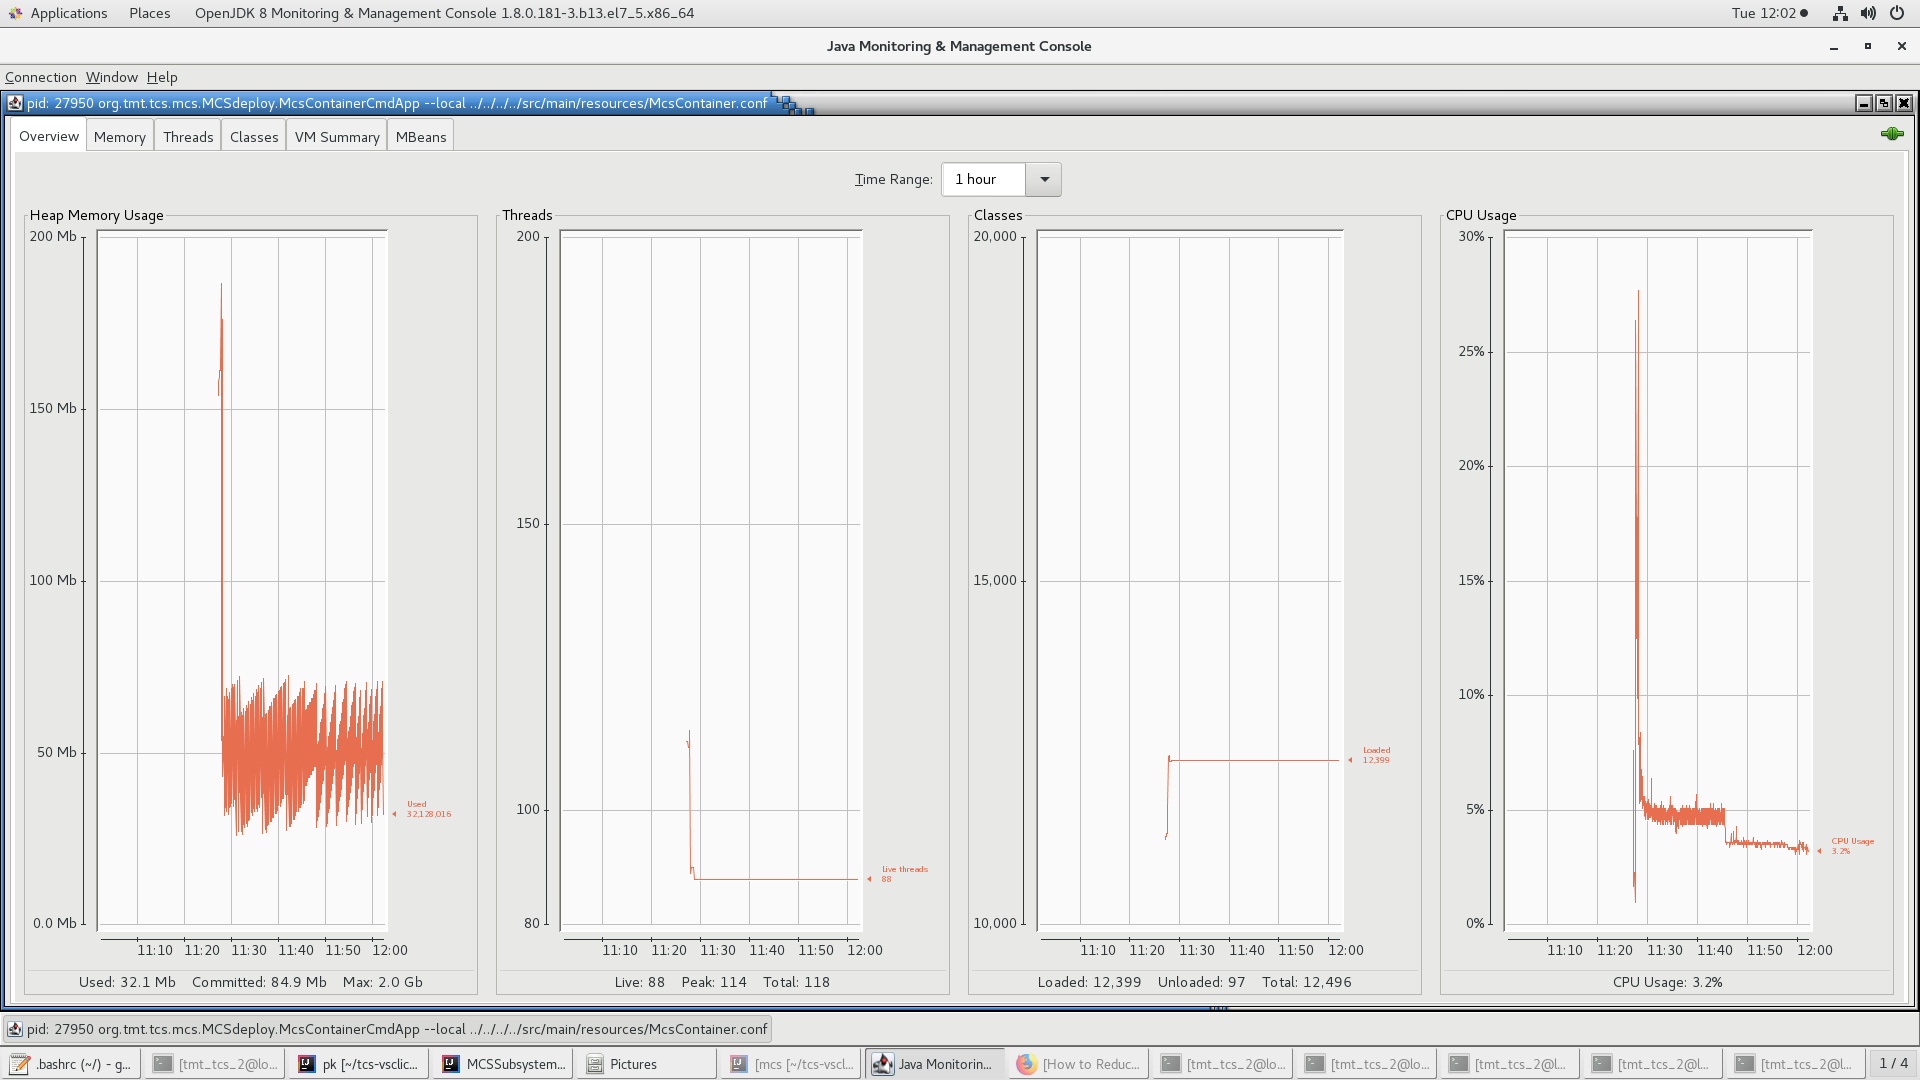 Applications Places OpenJDK 8 Monitoring & Management Console 1.8.0.181-3.b13.el7_5.x86_64 Tue 12:02
Java Monitoring & Management Console
Connection Window Help
pid: 27950 org.tmt.tcs.mcs.MCSdeploy.McsContainerCmdApp --local ../../../../src/main/resources/McsContainer.conf
Overview Memory Threads Classes VM Summary MBeans
Time Range: 1 hour
Heap Memory Usage
200 Mb
150 Mb
100 Mb
50 Mb
0.0 Mb
Used
32,128,016
11:10 11:20 11:30 11:40 11:50 12:00
Used: 32.1 Mb Committed: 84.9 Mb Max: 2.0 Gb
Threads
200
150
100
80
Live threads
88
11:10 11:20 11:30 11:40 11:50 12:00
Live: 88 Peak: 114 Total: 118
Classes
20,000
15,000
10,000
Loaded
12,399
11:10 11:20 11:30 11:40 11:50 12:00
Loaded: 12,399 Unloaded: 97 Total: 12,496
CPU Usage
30%
25%
20%
15%
10%
5%
0%
CPU Usage
3.2%
11:10 11:20 11:30 11:40 11:50 12:00
CPU Usage: 3.2%
pid: 27950 org.tmt.tcs.mcs.MCSdeploy.McsContainerCmdApp --local ../../../../src/main/resources/McsContainer.conf
.bashrc (~/) - g... [tmt_tcs_2@lo... pk [~/tcs-vsclic... MCSSubsystem... Pictures [mcs [~/tcs-vscl... Java Monitorin... [How to Reduc... [tmt_tcs_2@lo... [tmt_tcs_2@lo... [tmt_tcs_2@l... [tmt_tcs_2@l... [tmt_tcs_2@l... 1 / 4